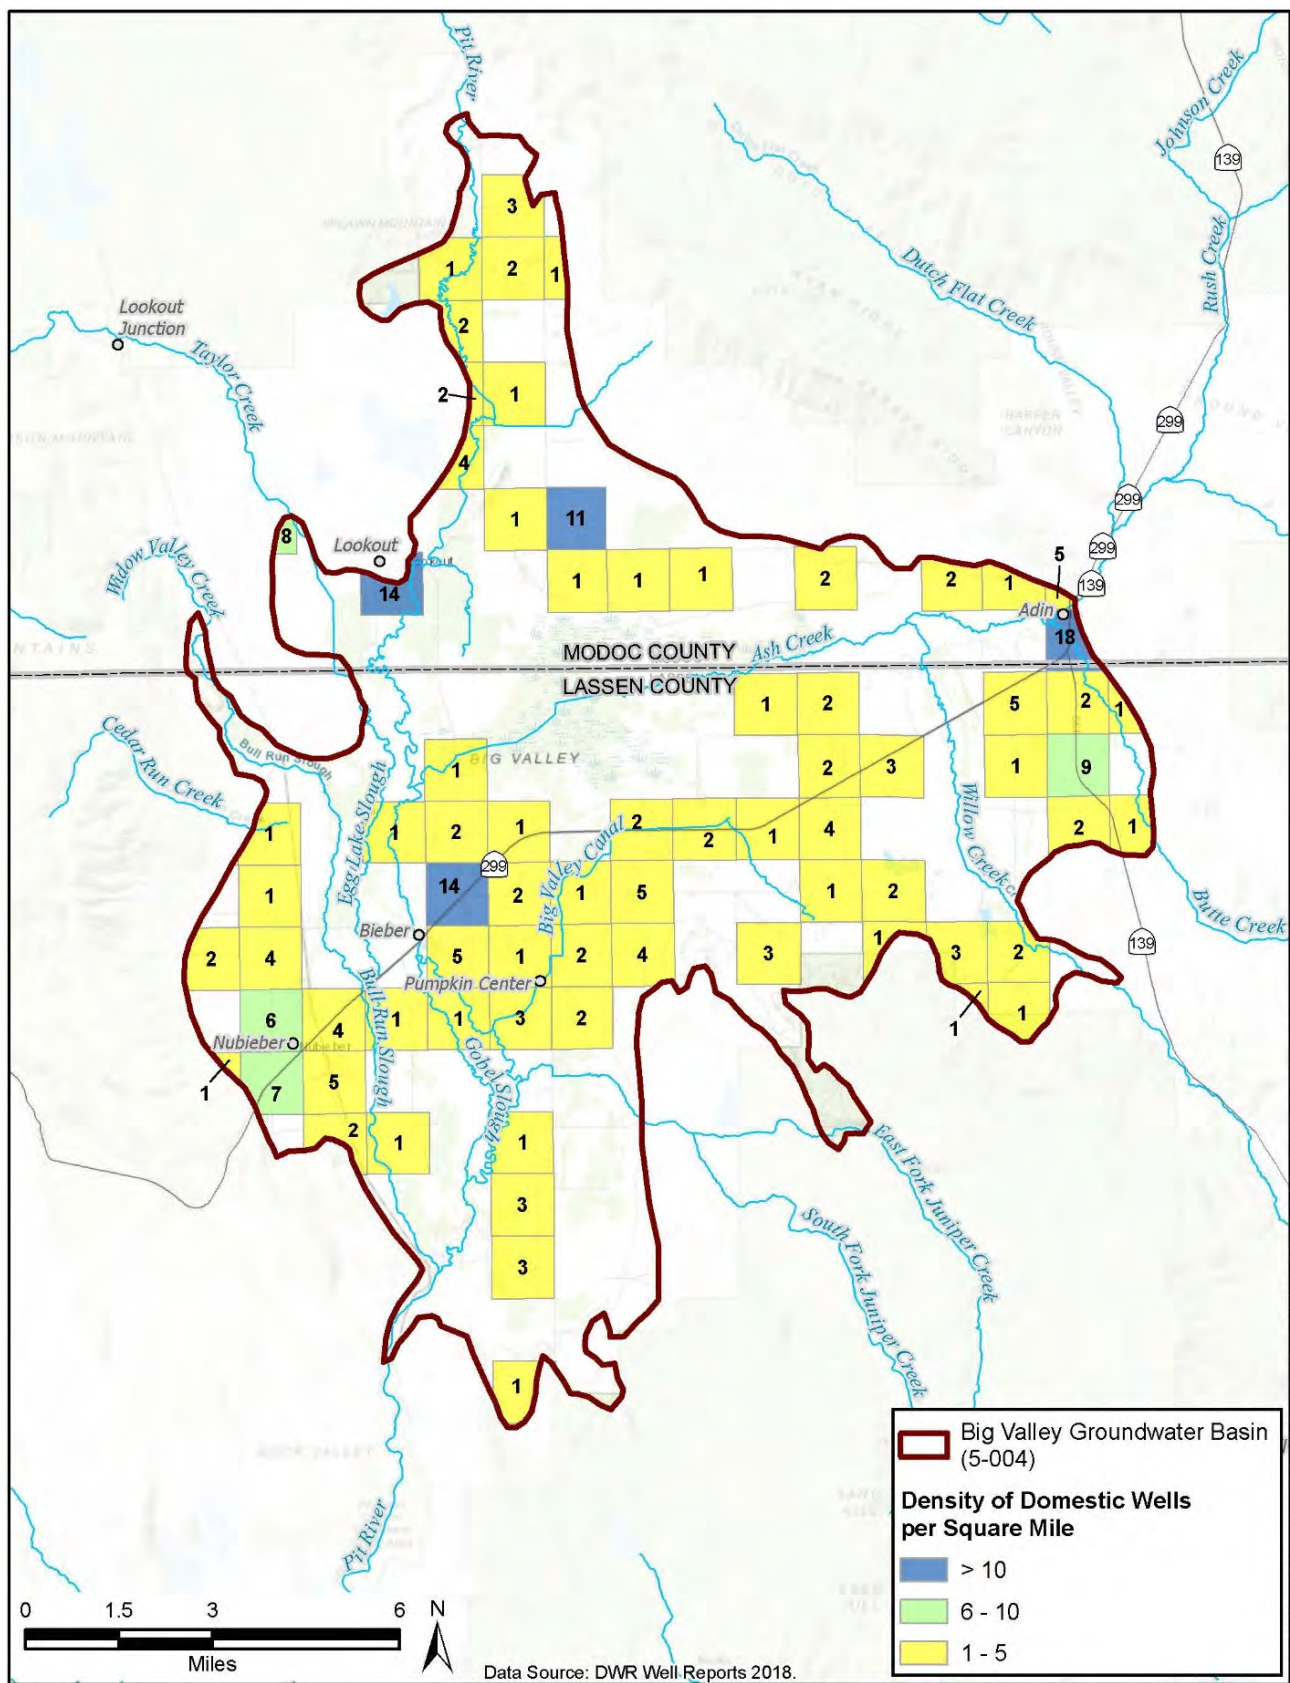 Pit River
Johnson Creek
139
Dutch Flat Creek
3
SPLAWN MOUNTAIN
Rush Creek
Dutch Flat Creek
1
2
1
Lookout
Junction
2
Taylor Creek
2
1
299
HARPER
CANYON
4
299
1
11
8
Lookout
299
5
Widow Valley Creek
14
1
1
1
2
2
1
139
Adin
18
MODOC COUNTY
Ash Creek
LASSEN COUNTY
1
2
5
2
1
Cedar Run Creek
Bull Run Slough
1
BIG VALLEY
2
3
1
9
Egg Lake Slough
Willow Creek
1
1
2
1
2
2
1
4
2
1
299
Big Valley Canal
1
14
2
1
5
1
2
Butte Creek
Bieber
2
4
5
1
2
4
3
1
3
2
139
Pumpkin Center
6
4
1
1
3
2
1
1
Nubieber
Nubieber
Bull Run Slough
Gobel Slough
1
7
5
2
1
1
East Fork Juniper Creek
3
South Fork Juniper Creek
3
1
Pit River
Big Valley Groundwater Basin
(5-004)
Density of Domestic Wells
per Square Mile
> 10
6 - 10
1 - 5
0 1.5 3 6
Miles
N
Data Source: DWR Well Reports 2018.